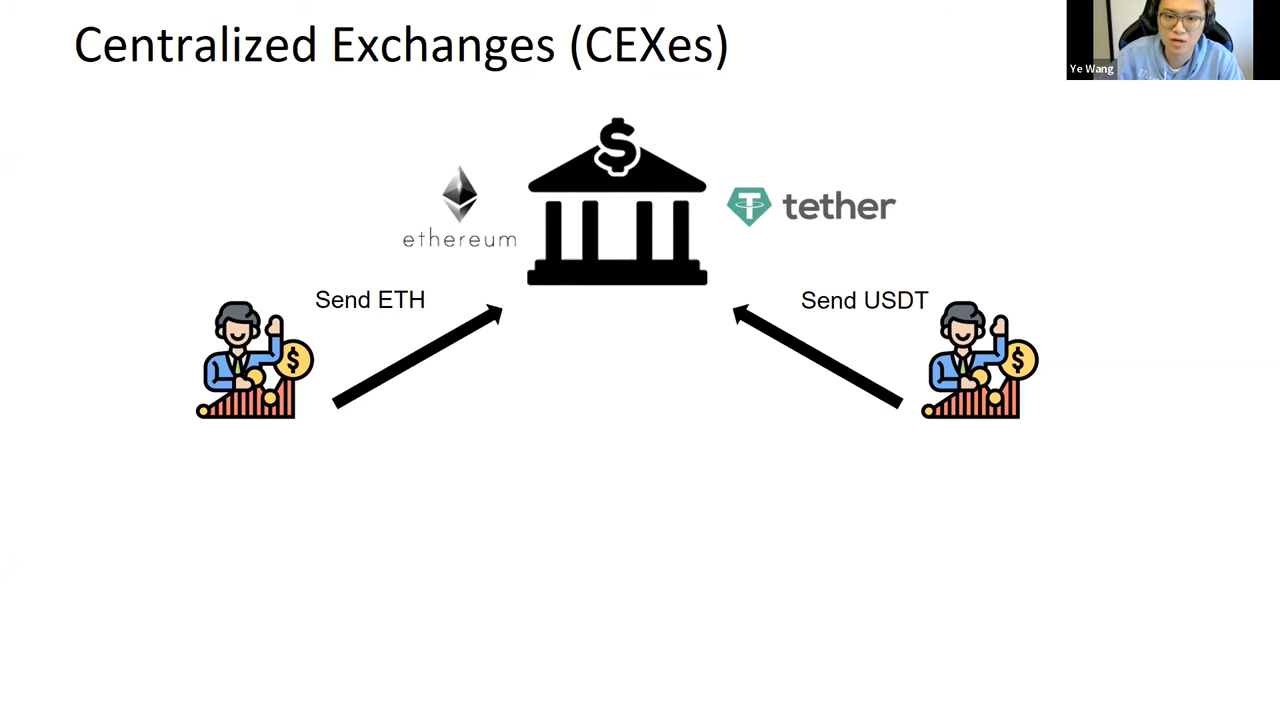 Centralized Exchanges (CEXes)
Ye Wang
$
ethereum
T tether
Send ETH
Send USDT
$
$